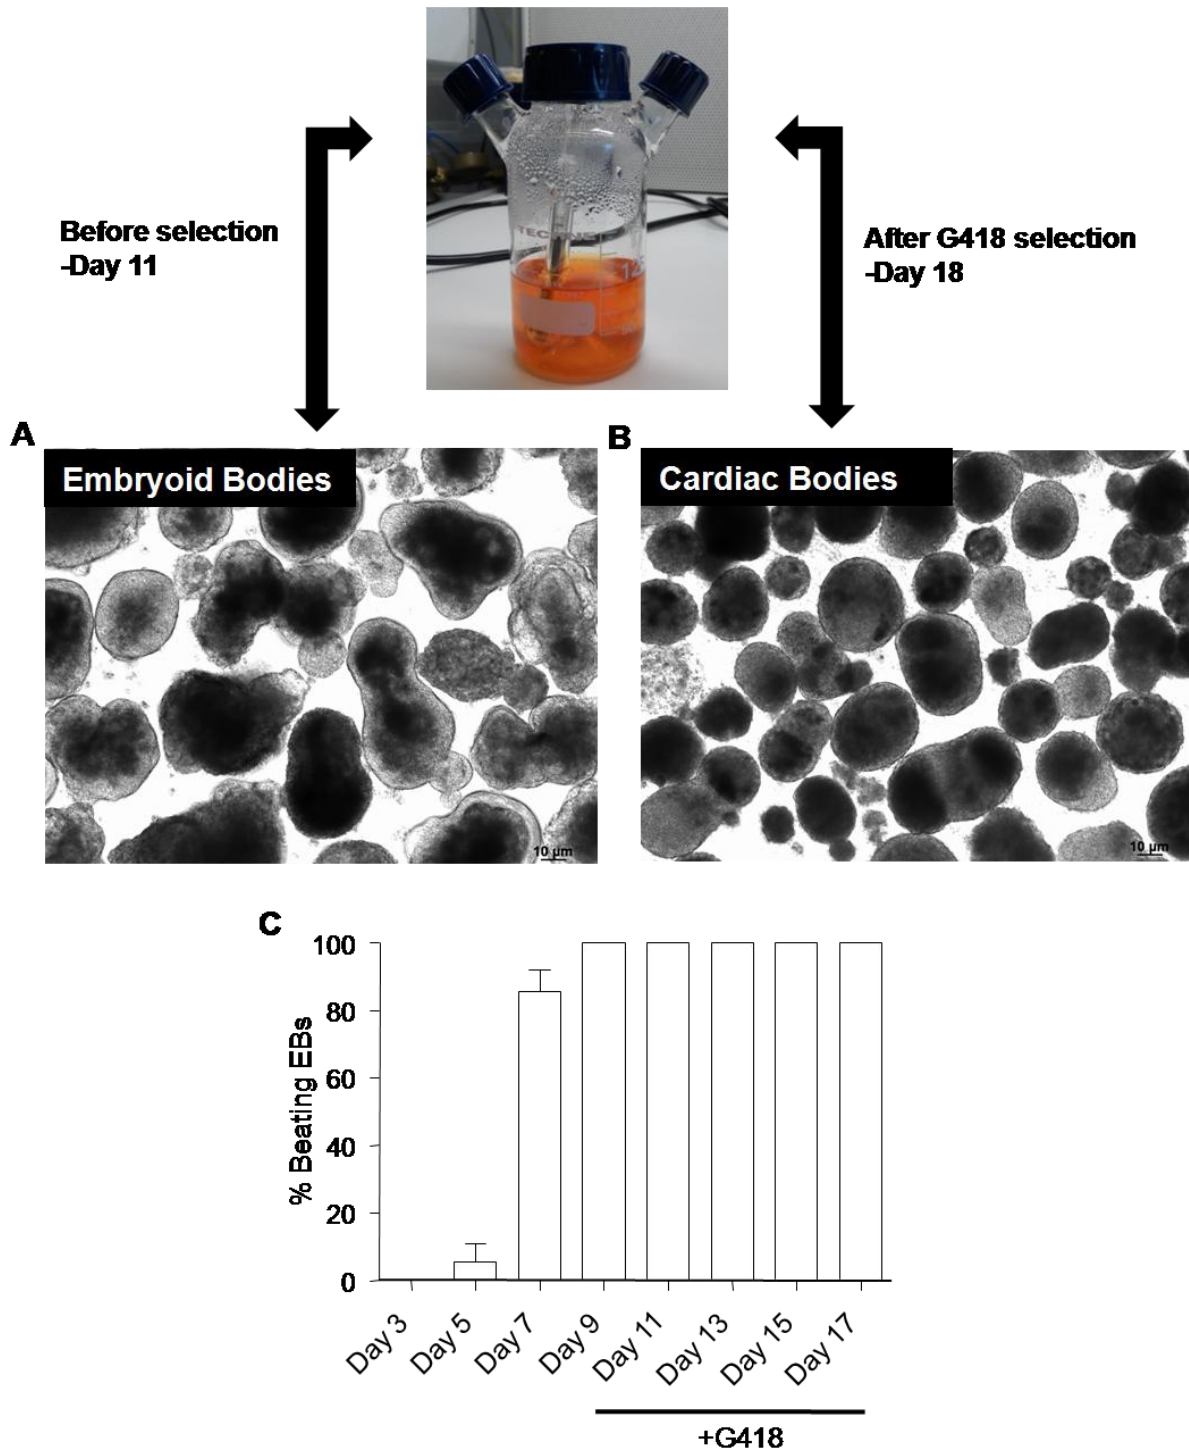 TECHNE
12
Before selection
-Day 11
After G418 selection
-Day 18
A
B
Embryoid Bodies
Cardiac Bodies
10 µm
10 µm
C
% Beating EBs
100
80
60
40
20
0
Day 3
Day 5
Day 7
Day 9
Day 11
Day 13
Day 15
Day 17
+G418